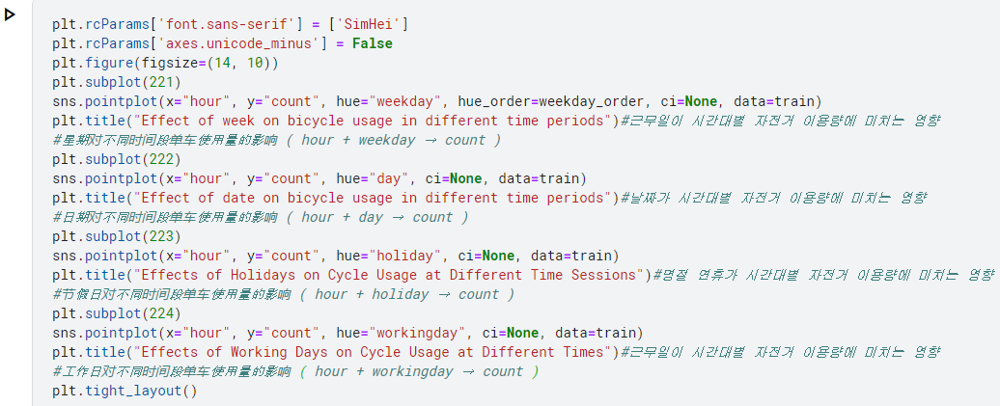 plt.rcParams['font.sans-serif'] = ['SimHei']
plt.rcParams['axes.unicode_minus'] = False
plt.figure(figsize=(14, 10))
plt.subplot(221)
sns.pointplot(x="hour", y="count", hue="weekday", hue_order=weekday_order, ci=None, data=train)
plt.title("Effect of week on bicycle usage in different time periods")#근무일이 시간대별 자전거 이용량에 미치는 영향
#星期对不同时间段单车使用量的影响 ( hour + weekday → count )
plt.subplot(222)
sns.pointplot(x="hour", y="count", hue="day", ci=None, data=train)
plt.title("Effect of date on bicycle usage in different time periods")#날짜가 시간대별 자전거 이용량에 미치는 영향
#日期对不同时间段单车使用量的影响 ( hour + day → count )
plt.subplot(223)
sns.pointplot(x="hour", y="count", hue="holiday", ci=None, data=train)
plt.title("Effects of Holidays on Cycle Usage at Different Time Sessions")#명절 연휴가 시간대별 자전거 이용량에 미치는 영향
#节假日对不同时间段单车使用量的影响 ( hour + holiday → count )
plt.subplot(224)
sns.pointplot(x="hour", y="count", hue="workingday", ci=None, data=train)
plt.title("Effects of Working Days on Cycle Usage at Different Times")#근무일이 시간대별 자전거 이용량에 미치는 영향
#工作日对不同时间段单车使用量的影响 ( hour + workingday → count )
plt.tight_layout()